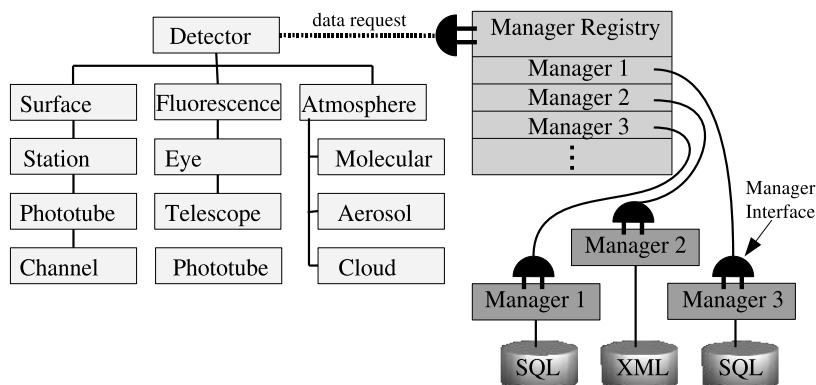 data request
Detector
Manager Registry
Manager 1
Manager 2
Manager 3
Surface
Fluorescence
Atmosphere
Station
Eye
Molecular
Phototube
Telescope
Aerosol
Channel
Phototube
Cloud
Manager
Interface
Manager 2
Manager 1
Manager 3
SQL
XML
SQL